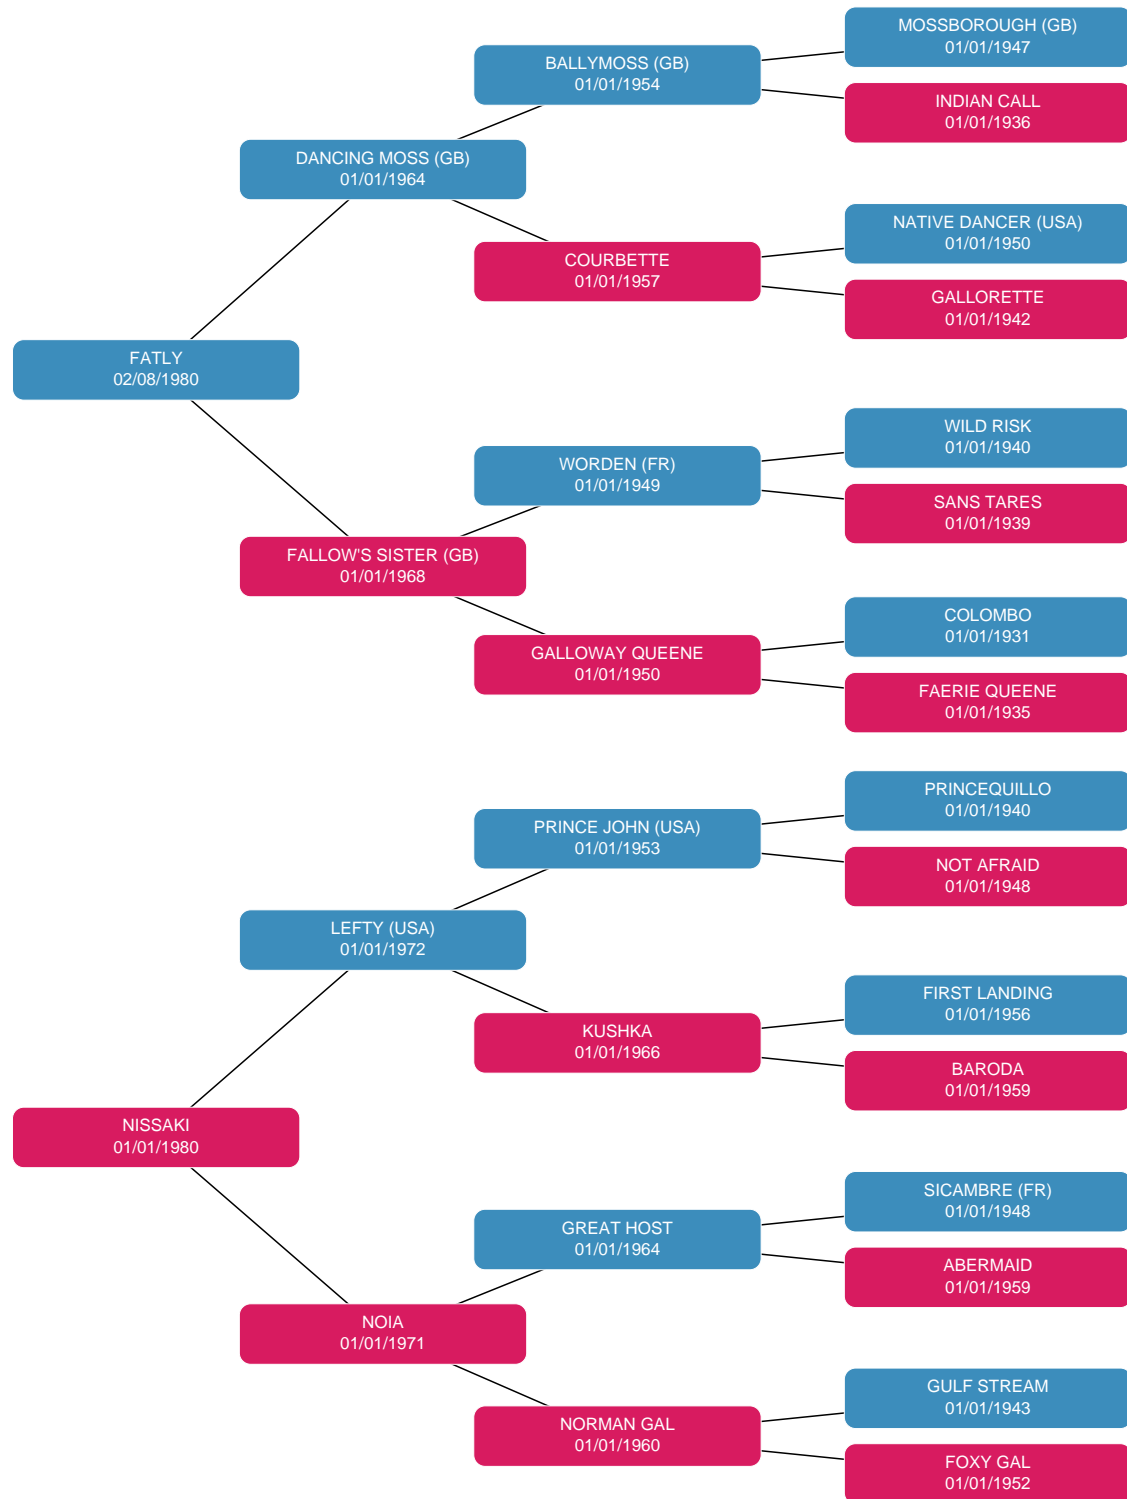 MOSSBOROUGH (GB)
01/01/1947
BALLYMOSS (GB)
01/01/1954
INDIAN CALL
01/01/1936
DANCING MOSS (GB)
01/01/1964
NATIVE DANCER (USA)
01/01/1950
COURBETTE
01/01/1957
GALLORETTE
01/01/1942
FATLY
02/08/1980
WILD RISK
01/01/1940
WORDEN (FR)
01/01/1949
SANS TARES
01/01/1939
FALLOW'S SISTER (GB)
01/01/1968
COLOMBO
01/01/1931
GALLOWAY QUEENE
01/01/1950
FAERIE QUEENE
01/01/1935
PRINCEQUILLO
01/01/1940
PRINCE JOHN (USA)
01/01/1953
NOT AFRAID
01/01/1948
LEFTY (USA)
01/01/1972
FIRST LANDING
01/01/1956
KUSHKA
01/01/1966
BARODA
01/01/1959
NISSAKI
01/01/1980
SICAMBRE (FR)
01/01/1948
GREAT HOST
01/01/1964
ABERMAID
01/01/1959
NOIA
01/01/1971
GULF STREAM
01/01/1943
NORMAN GAL
01/01/1960
FOXY GAL
01/01/1952